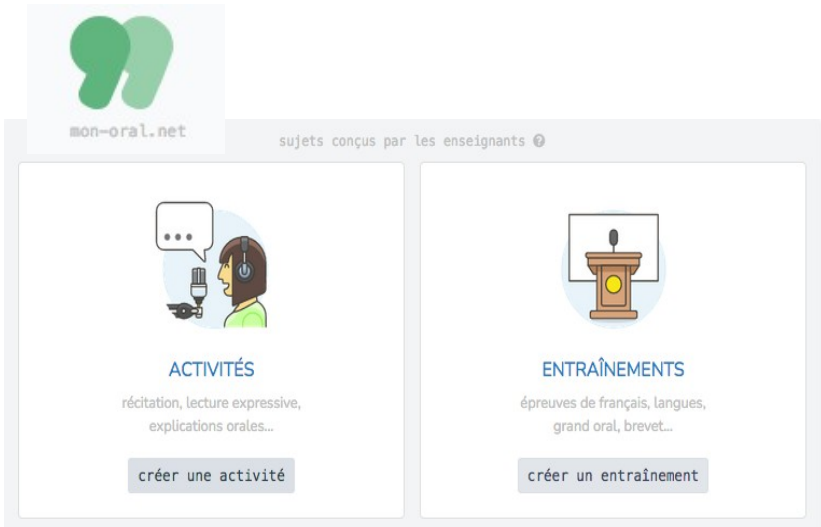 mon-oral.net
sujets conçus par les enseignants ?
ACTIVITÉS
récitation, lecture expressive,
explications orales...
créer une activité
ENTRAÎNEMENTS
épreuves de français, langues,
grand oral, brevet...
créer un entraînement